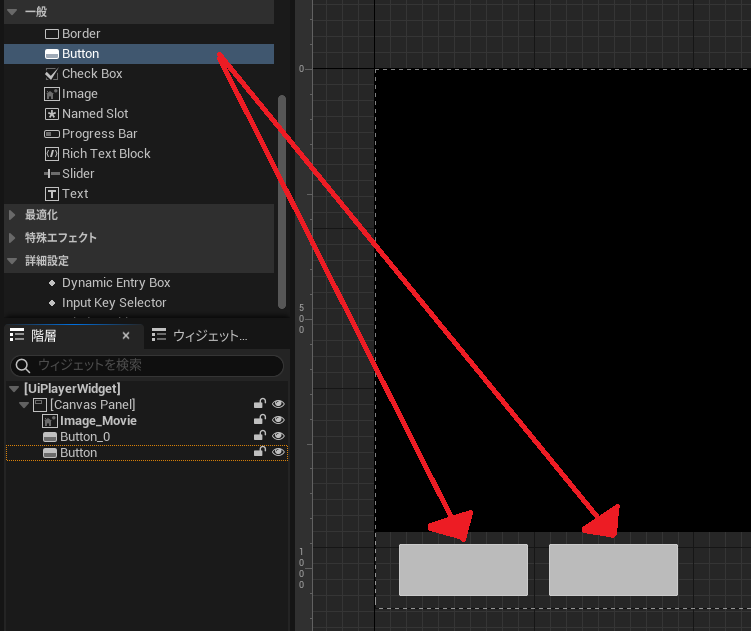 一般
Border
Button
Check Box
Image
Named Slot
Progress Bar
Rich Text Block
Slider
Text
最適化
特殊エフェクト
詳細設定
Dynamic Entry Box
Input Key Selector
階層
ウィジェット...
ウィジェットを検索
[UiPlayerWidget]
[Canvas Panel]
Image_Movie
Button_0
Button
0
500
1000